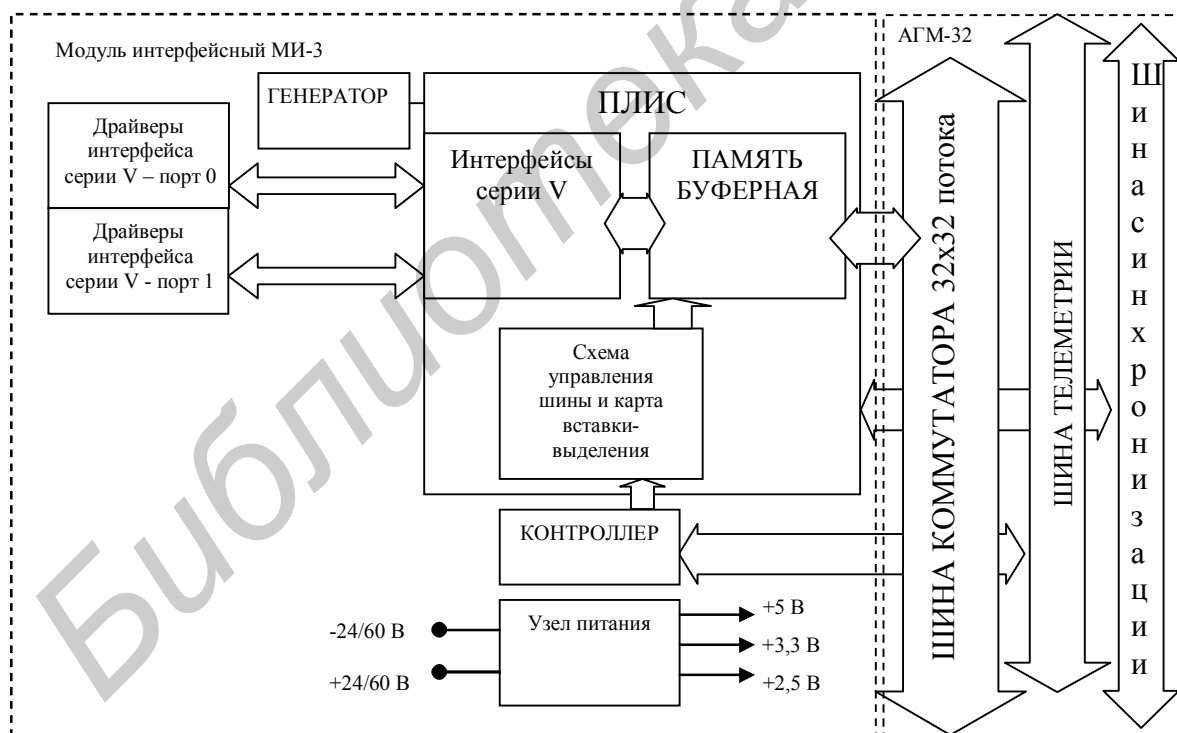 Модуль интерфейсный МИ-3
АГМ-32
ГЕНЕРАТОР
ПЛИС
Драйверы
интерфейса
серии V – порт 0
Драйверы
интерфейса
серии V - порт 1
Интерфейсы
серии V
ПАМЯТЬ
БУФЕРНАЯ
Схема
управления
шины и карта
вставки-
выделения
КОНТРОЛЛЕР
Узел питания
-24/60 В
+24/60 В
+5 В
+3,3 В
+2,5 В
ШИНА КОММУТАТОРА 32х32 потока
ШИНА ТЕЛЕМЕТРИИ
Шина синхронизации
Библиотека